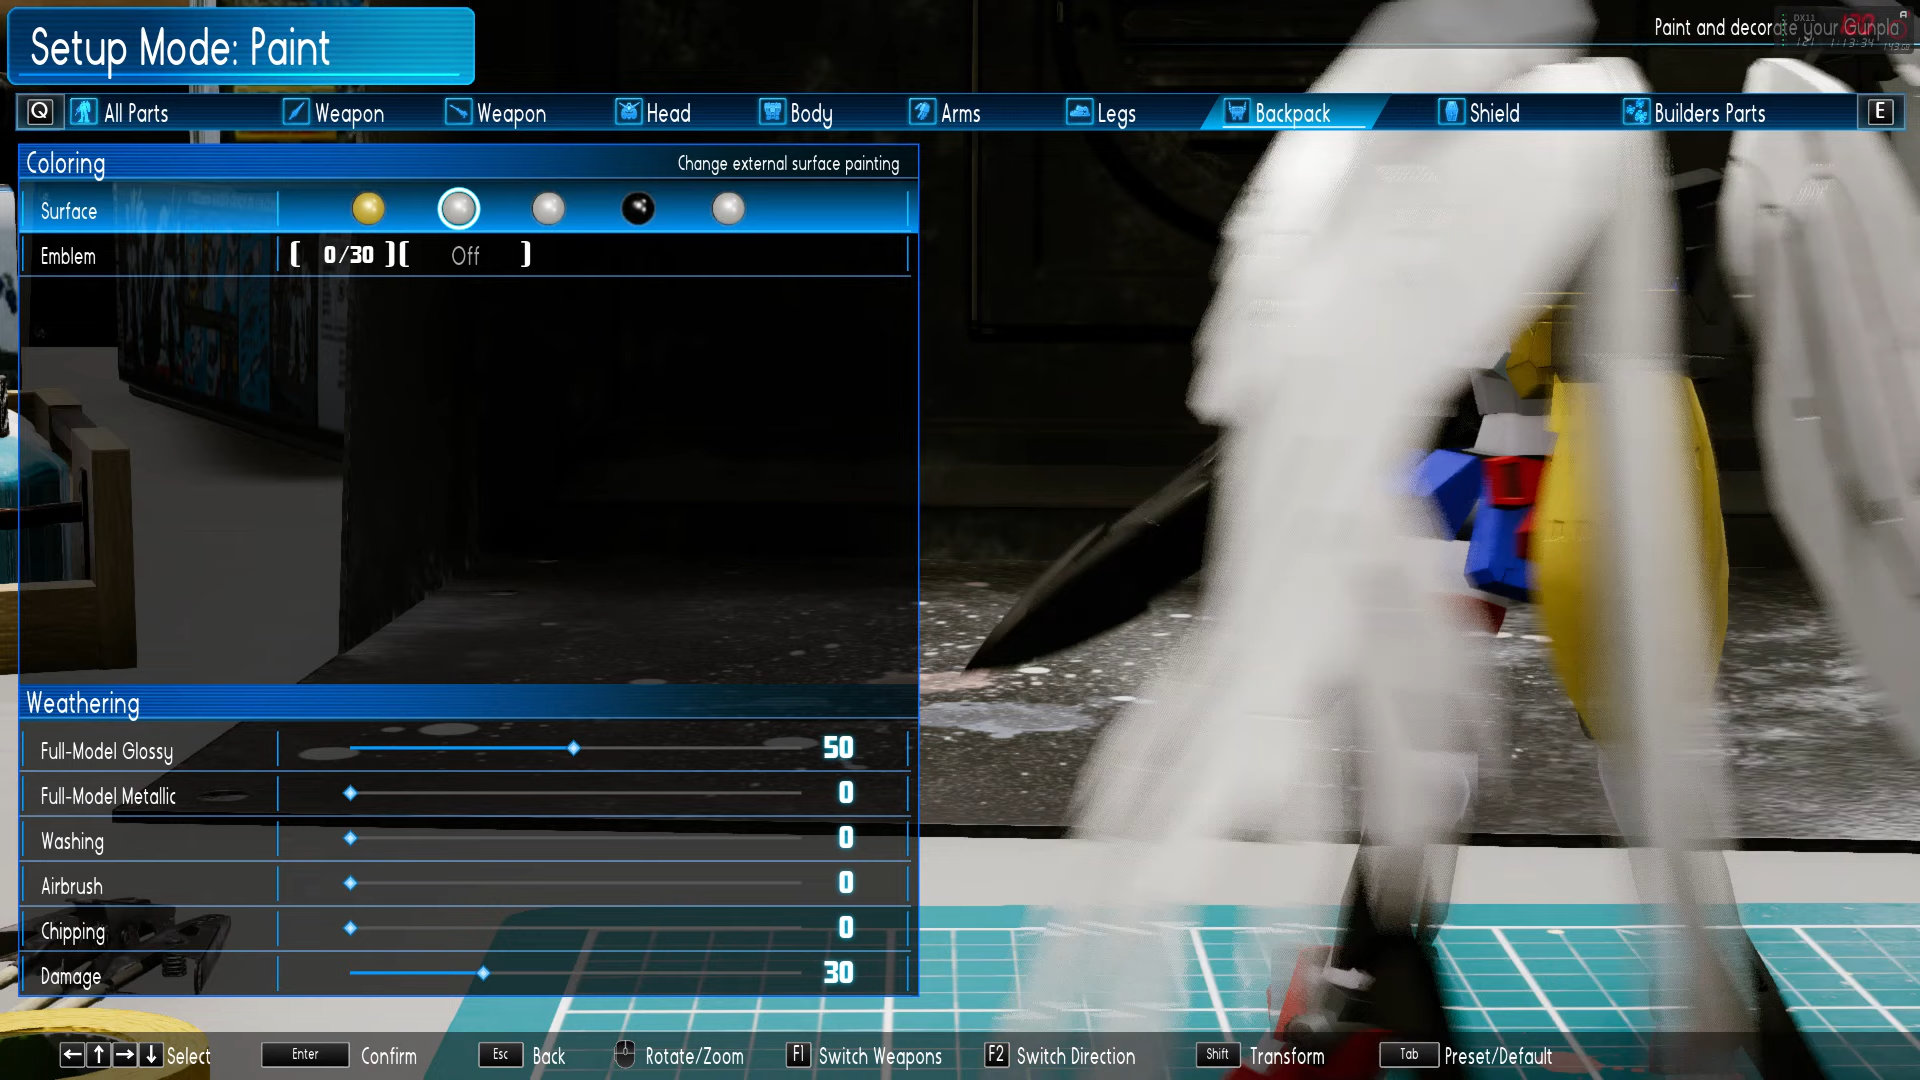 Setup Mode: Paint
Paint and decorate your Gunpla
Q All Parts Weapon Weapon Head Body Arms Legs Backpack Shield Builders Parts E
Coloring Change external surface painting
Surface
Emblem [ 0/30 ][ Off ]
Weathering
Full-Model Glossy 50
Full-Model Metallic 0
Washing 0
Airbrush 0
Chipping 0
Damage 30
←↑→↓ Select Enter Confirm Esc Back Rotate/Zoom F1 Switch Weapons F2 Switch Direction Shift Transform Tab Preset/Default